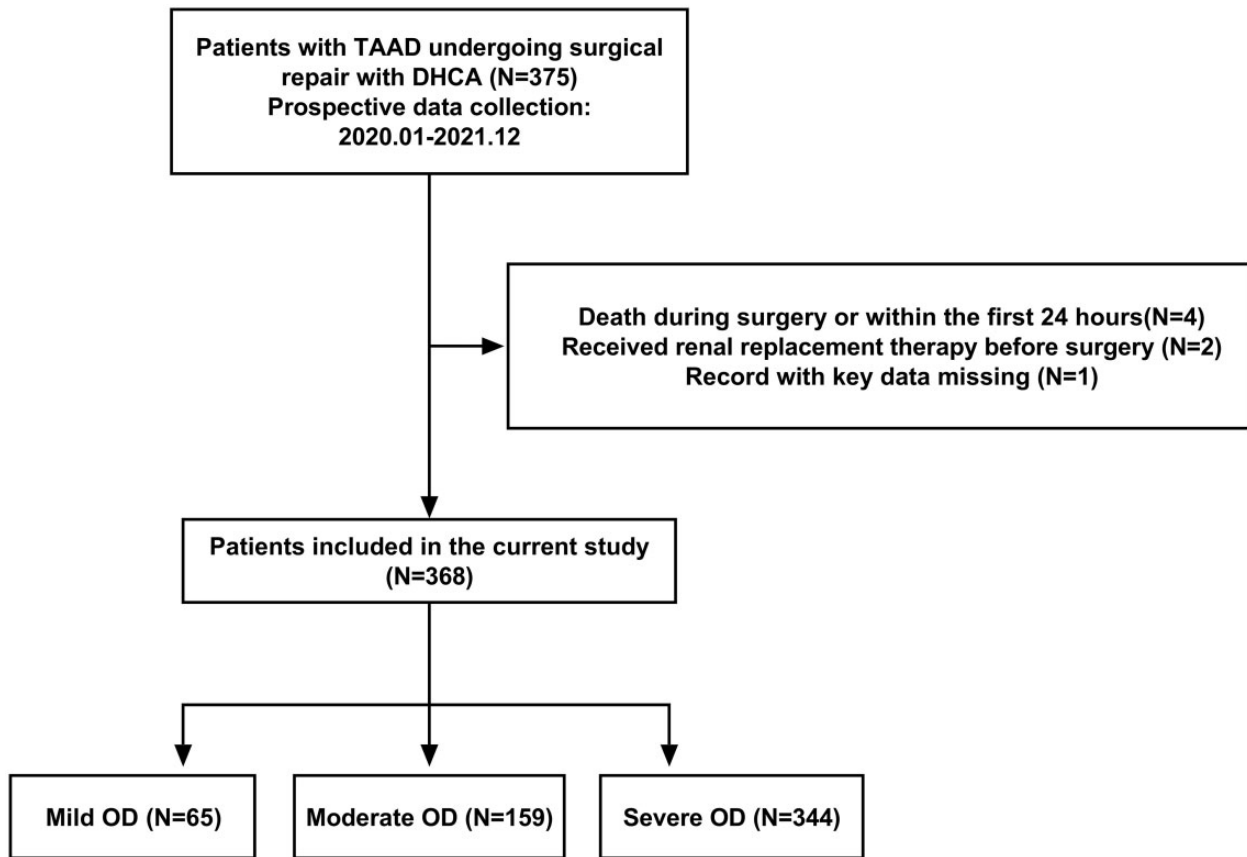 Patients with TAAD undergoing surgical
repair with DHCA (N=375)
Prospective data collection:
2020.01-2021.12
Death during surgery or within the first 24 hours(N=4)
Received renal replacement therapy before surgery (N=2)
Record with key data missing (N=1)
Patients included in the current study
(N=368)
Mild OD (N=65)
Moderate OD (N=159)
Severe OD (N=344)